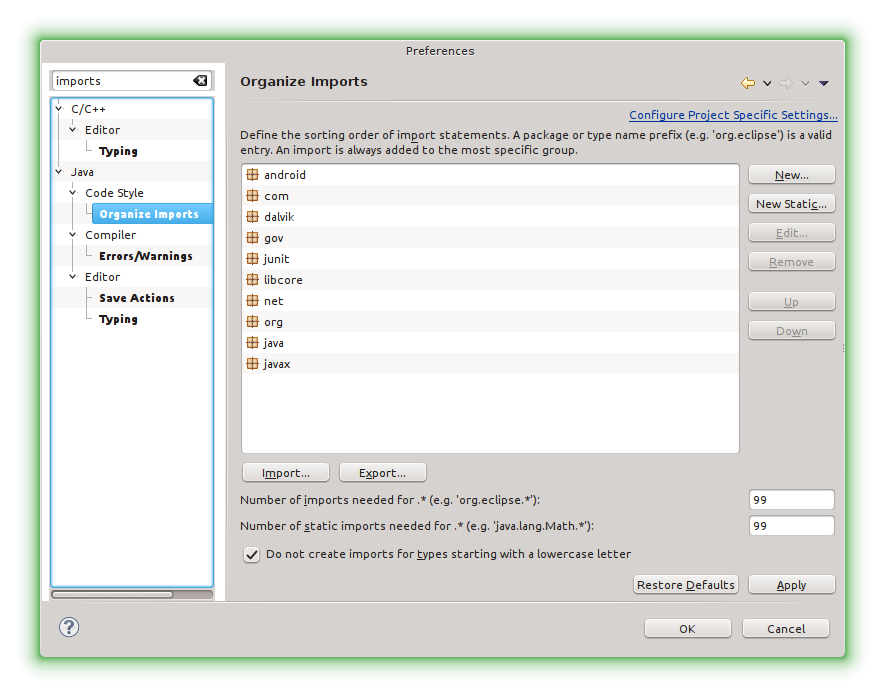 Preferences
imports
C/C++
Editor
Typing
Java
Code Style
Organize Imports
Compiler
Errors/Warnings
Editor
Save Actions
Typing
Organize Imports
Configure Project Specific Settings...
Define the sorting order of import statements. A package or type name prefix (e.g. 'org.eclipse') is a valid
entry. An import is always added to the most specific group.
android
com
dalvik
gov
junit
libcore
net
org
java
javax
New...
New Static...
Edit...
Remove
Up
Down
Import...
Export...
Number of imports needed for .* (e.g. 'org.eclipse.*'):
99
Number of static imports needed for .* (e.g. 'java.lang.Math.*'):
99
Do not create imports for types starting with a lowercase letter
Restore Defaults
Apply
?
OK
Cancel